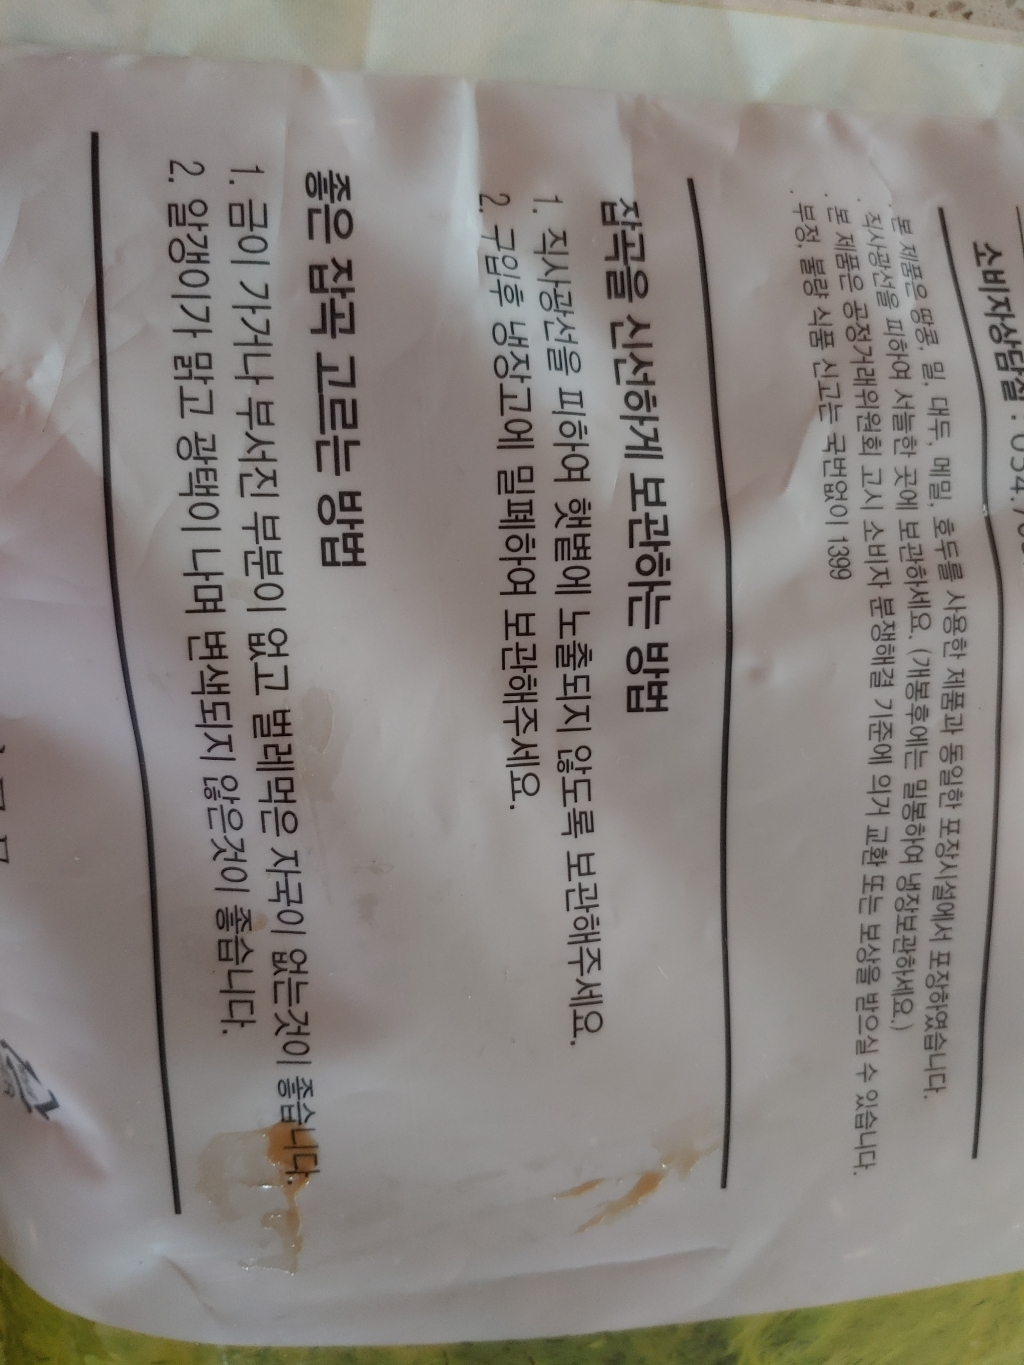 소비자상담실 : 054.
본 제품은 땅콩, 밀, 대두, 메밀, 호두를 사용한 제품과 동일한 포장시설에서 포장하였습니다.
직사광선을 피하여 서늘한 곳에 보관하세요. (개봉후에는 밀봉하여 냉장보관하세요.)
본 제품은 공정거래위원회 고시 소비자 분쟁해결 기준에 의거 교환 또는 보상을 받으실 수 있습니다.
부정, 불량 식품 신고는 국번없이 1399
잡곡을 신선하게 보관하는 방법
1. 직사광선을 피하여 햇볕에 노출되지 않도록 보관해주세요.
2. 구입후 냉장고에 밀폐하여 보관해주세요.
좋은 잡곡 고르는 방법
1. 금이 가거나 부서진 부분이 없고 벌레먹은 자국이 없는것이 좋습니다.
2. 알갱이가 맑고 광택이 나며 변색되지 않은것이 좋습니다.